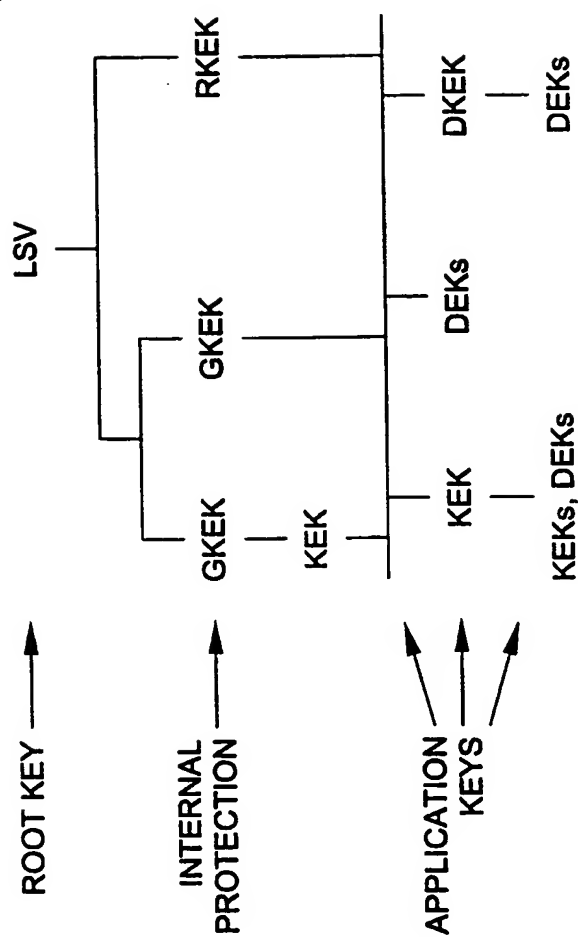 ROOT KEY
LSV
INTERNAL
PROTECTION
GKEK
GKEK
RKEK
KEK
APPLICATION
KEYS
KEK
DEKs
DKEK
KEKs, DEKs
DEKs